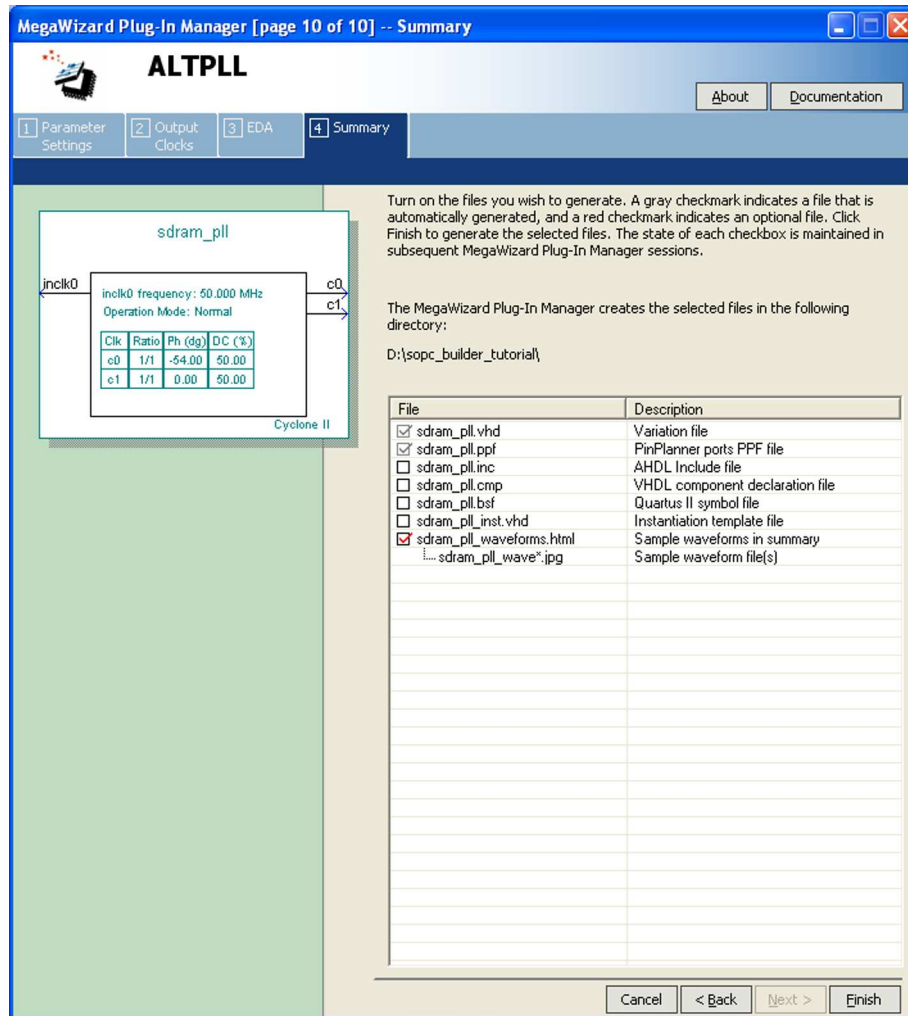 MegaWizard Plug-In Manager [page 10 of 10] -- Summary
ALTPLL
About
Documentation
1 Parameter Settings
2 Output Clocks
3 EDA
4 Summary
Turn on the files you wish to generate. A gray checkmark indicates a file that is
automatically generated, and a red checkmark indicates an optional file. Click
Finish to generate the selected files. The state of each checkbox is maintained in
subsequent MegaWizard Plug-In Manager sessions.
The MegaWizard Plug-In Manager creates the selected files in the following
directory:
D:\sopc_builder_tutorial\
sdram_pll
inclk0
c0
c1
inclk0 frequency: 50.000 MHz
Operation Mode: Normal
Clk Ratio Ph (dg) DC (%)
c0 1/1 -54.00 50.00
c1 1/1 0.00 50.00
Cyclone II
File Description
sdram_pll.vhd Variation file
sdram_pll.ppf PinPlanner ports PPF file
sdram_pll.inc AHDL Include file
sdram_pll.cmp VHDL component declaration file
sdram_pll.bsf Quartus II symbol file
sdram_pll_inst.vhd Instantiation template file
sdram_pll_waveforms.html Sample waveforms in summary
sdram_pll_wave*.jpg Sample waveform file(s)
Cancel
< Back
Next >
Finish